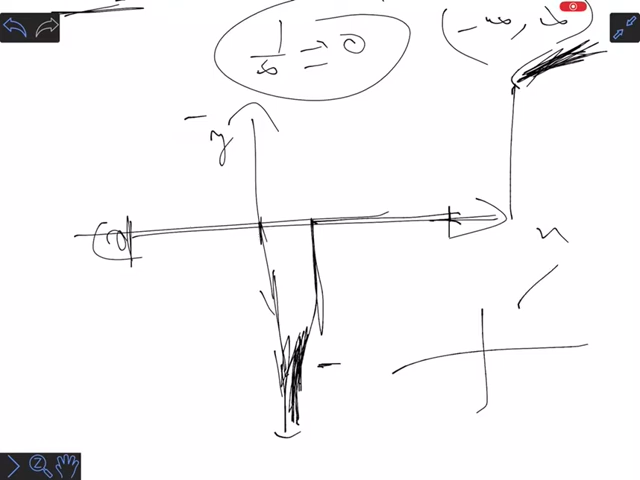 1/∞ = 0
(-∞, ∞)
- y
x
-